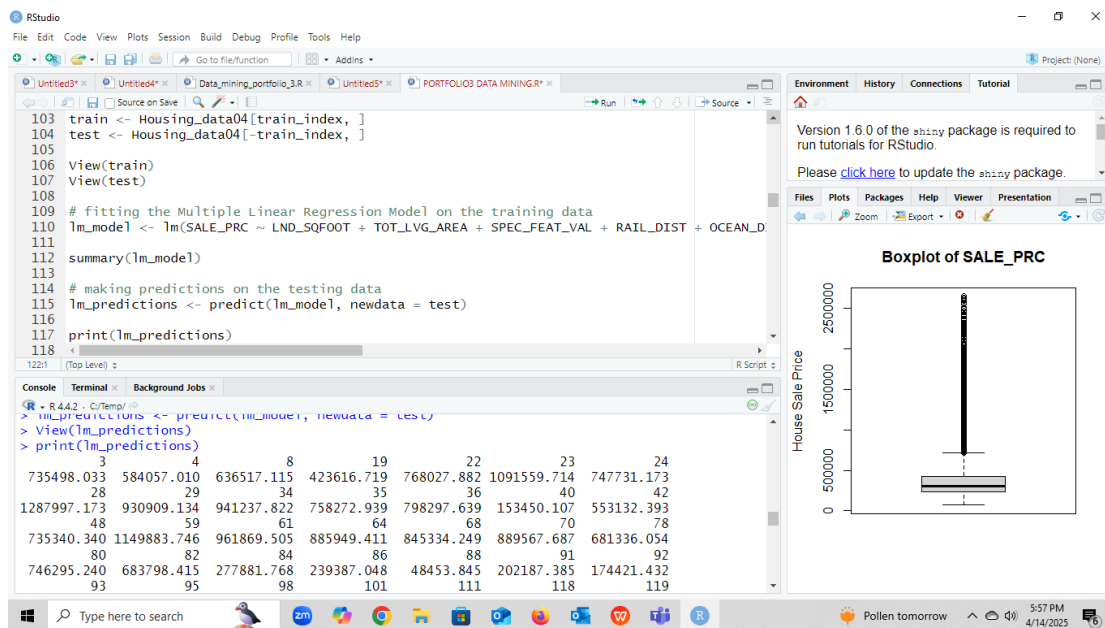 RStudio
File Edit Code View Plots Session Build Debug Profile Tools Help
Go to file/function
Addins
Project: (None)
Untitled3* Untitled4* Data_mining_portfolio_3.R Untitled5* PORTFOLIO3 DATA MINING.R*
Source on Save Run Source
103 train <- Housing_data04[train_index, ]
104 test <- Housing_data04[-train_index, ]
105
106 View(train)
107 View(test)
108
109 # fitting the Multiple Linear Regression Model on the training data
110 lm_model <- lm(SALE_PRC ~ LND_SQFOOT + TOT_LVG_AREA + SPEC_FEAT_VAL + RAIL_DIST + OCEAN_D
111
112 summary(lm_model)
113
114 # making predictions on the testing data
115 lm_predictions <- predict(lm_model, newdata = test)
116
117 print(lm_predictions)
118
122:1 (Top Level) R Script
Console Terminal Background Jobs
R 4.4.2 · C:/Temp/
> lm_predictions <- predict(lm_model, newdata = test)
> View(lm_predictions)
> print(lm_predictions)
3 4 8 19 22 23 24
735498.033 584057.010 636517.115 423616.719 768027.882 1091559.714 747731.173
28 29 34 35 36 40 42
1287997.173 930909.134 941237.822 758272.939 798297.639 153450.107 553132.393
48 59 61 64 68 70 78
735340.340 1149883.746 961869.505 885949.411 845334.249 889567.687 681336.054
80 82 84 86 88 91 92
746295.240 683798.415 277881.768 239387.048 48453.845 202187.385 174421.432
93 95 98 101 111 118 119
Environment History Connections Tutorial
Version 1.6.0 of the shiny package is required to
run tutorials for RStudio.
Please click here to update the shiny package.
Files Plots Packages Help Viewer Presentation
Zoom Export
Boxplot of SALE_PRC
House Sale Price
0 500000 1500000 2500000
Type here to search
zm
W
R
Pollen tomorrow
5:57 PM
4/14/2025
6